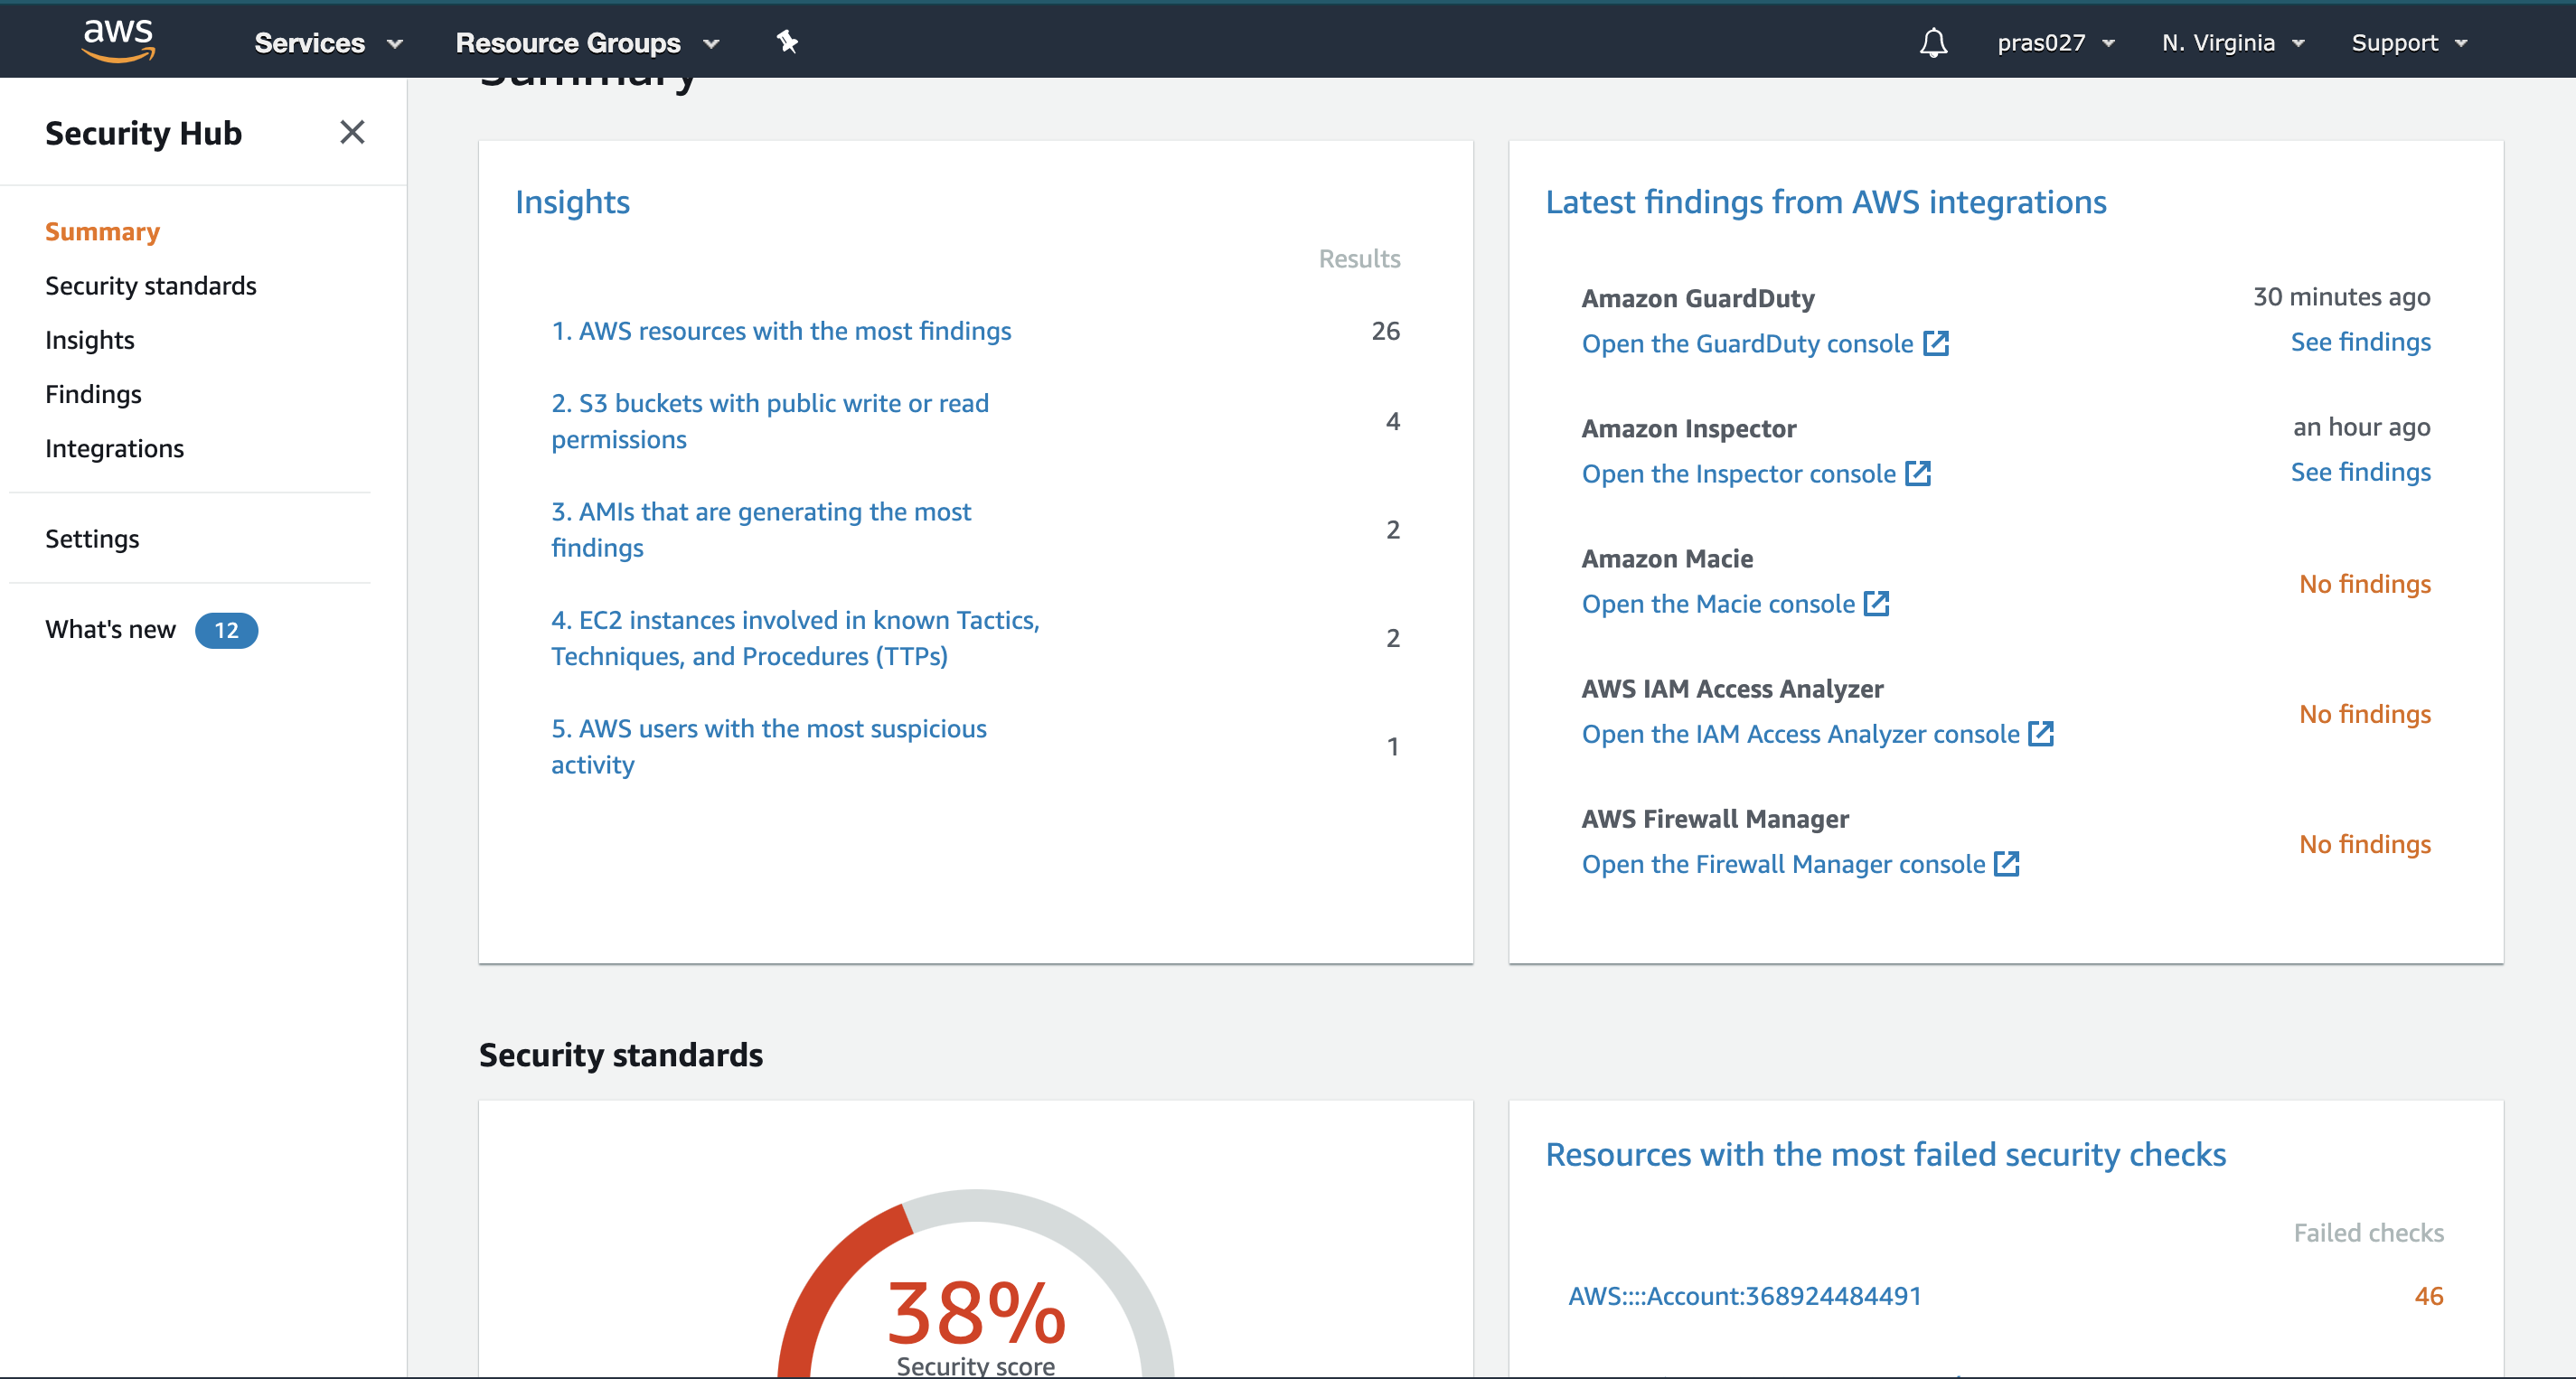 aws
Services
Resource Groups
pras027
N. Virginia
Support
Summary
Security Hub
Summary
Security standards
Insights
Findings
Integrations
Settings
What's new 12
Insights
Results
1. AWS resources with the most findings 26
2. S3 buckets with public write or read
permissions
4
3. AMIs that are generating the most
findings
2
4. EC2 instances involved in known Tactics,
Techniques, and Procedures (TTPs)
2
5. AWS users with the most suspicious
activity
1
Latest findings from AWS integrations
Amazon GuardDuty 30 minutes ago
Open the GuardDuty console See findings
Amazon Inspector an hour ago
Open the Inspector console See findings
Amazon Macie
No findings
Open the Macie console
AWS IAM Access Analyzer
No findings
Open the IAM Access Analyzer console
AWS Firewall Manager
No findings
Open the Firewall Manager console
Security standards
38%
Security score
Resources with the most failed security checks
Failed checks
AWS::::Account:368924484491 46